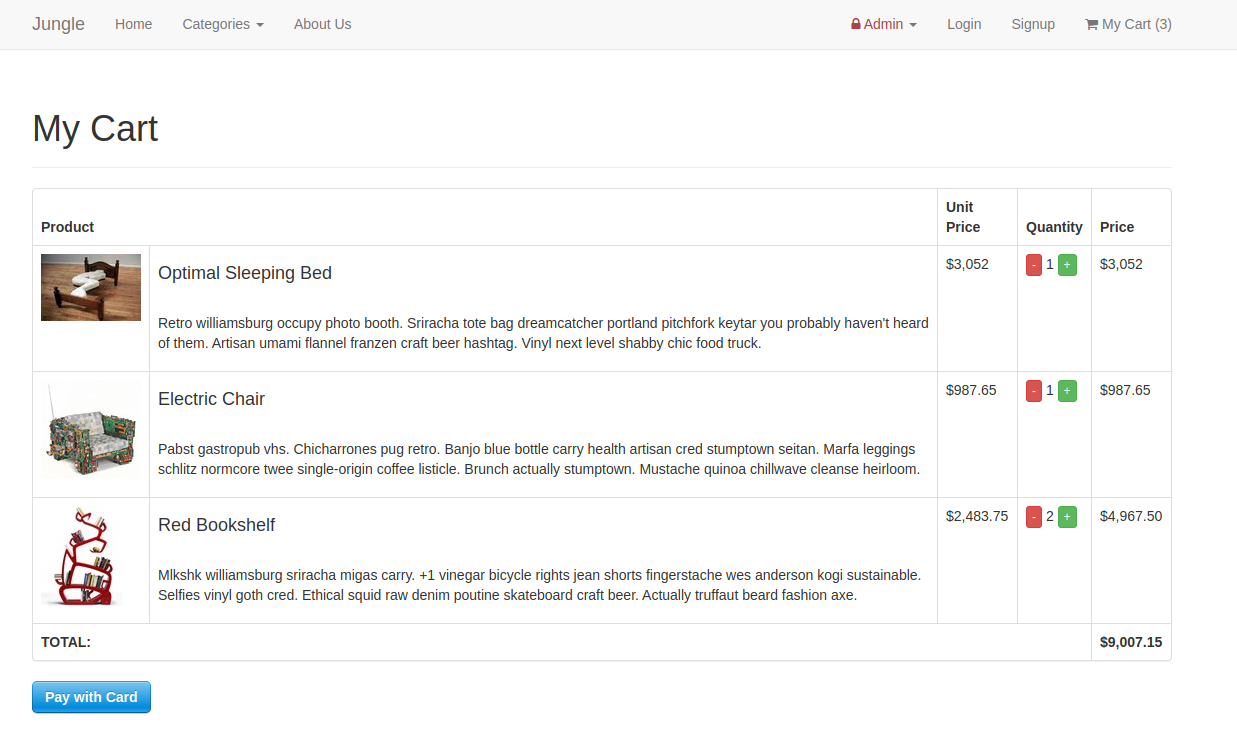 Jungle Home Categories About Us Admin Login Signup My Cart (3)
My Cart
Product Unit Price Quantity Price
Optimal Sleeping Bed $3,052 - 1 + $3,052
Retro williamsburg occupy photo booth. Sriracha tote bag dreamcatcher portland pitchfork keytar you probably haven't heard
of them. Artisan umami flannel franzen craft beer hashtag. Vinyl next level shabby chic food truck.
Electric Chair $987.65 - 1 + $987.65
Pabst gastropub vhs. Chicharrones pug retro. Banjo blue bottle carry health artisan cred stumptown seitan. Marfa leggings
schlitz normcore twee single-origin coffee listicle. Brunch actually stumptown. Mustache quinoa chillwave cleanse heirloom.
Red Bookshelf $2,483.75 - 2 + $4,967.50
Mlkshk williamsburg sriracha migas carry. +1 vinegar bicycle rights jean shorts fingerstache wes anderson kogi sustainable.
Selfies vinyl goth cred. Ethical squid raw denim poutine skateboard craft beer. Actually truffaut beard fashion axe.
TOTAL: $9,007.15
Pay with Card